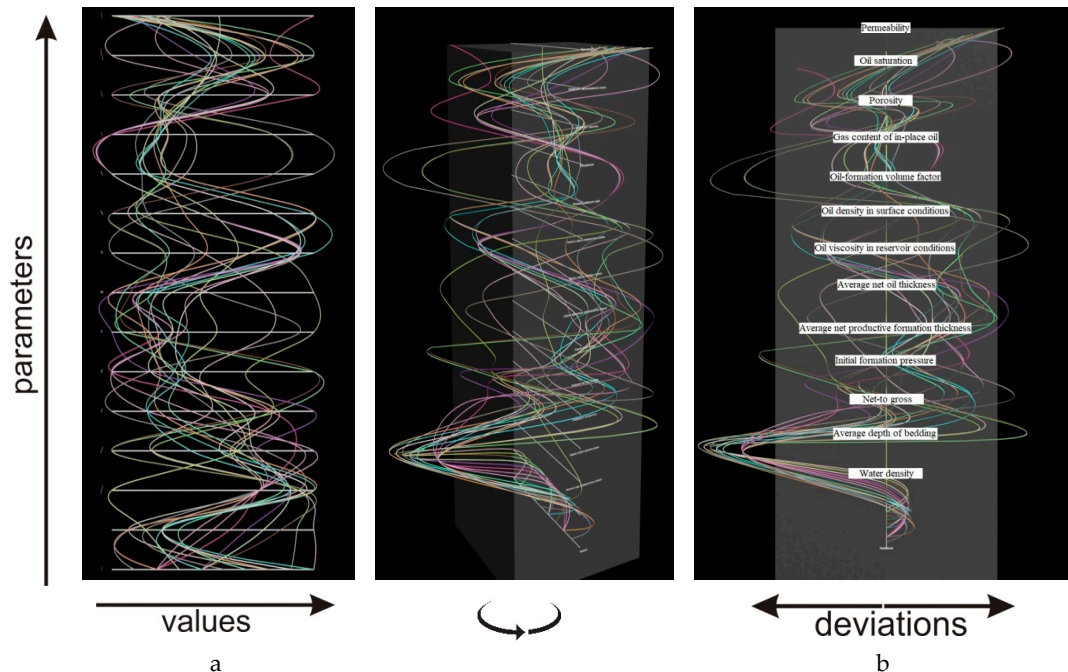 parameters
Permeability
Oil saturation
Porosity
Gas content of in-place oil
Oil-formation volume factor
Oil density in surface conditions
Oil viscosity in reservoir conditions
Average net oil thickness
Average net productive formation thickness
Initial formation pressure
Net-to gross
Average depth of bedding
Water density
values
deviations
a
b